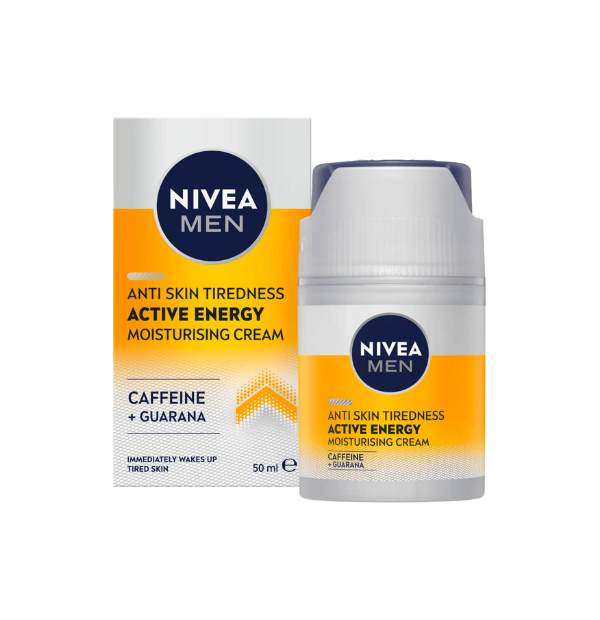 NIVEA
MEN
ANTI SKIN TIREDNESS
ACTIVE ENERGY
MOISTURISING CREAM
CAFFEINE
+ GUARANA
IMMEDIATELY WAKES UP
TIRED SKIN
50 ml e
NIVEA
MEN
ANTI SKIN TIREDNESS
ACTIVE ENERGY
MOISTURISING CREAM
CAFFEINE
+ GUARANA